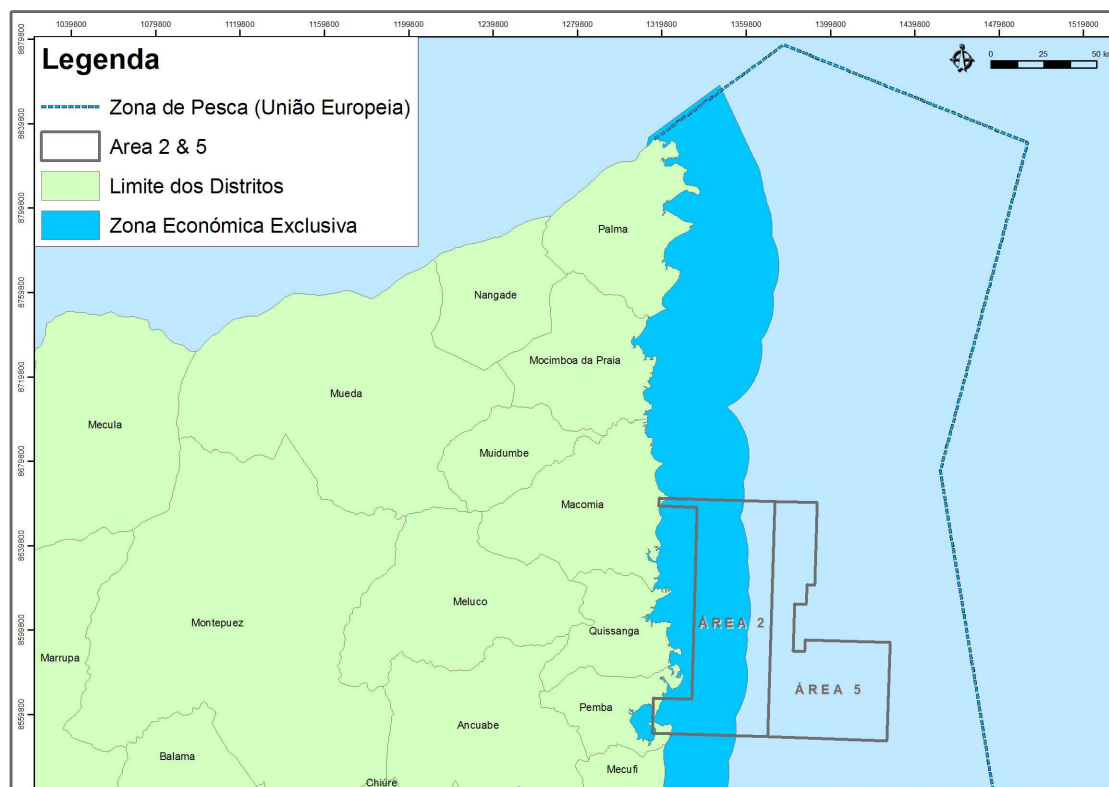 1039800 1079800 1119800 1159800 1199800 1239800 1279800 1319800 1359800 1399800 1439800 1479800 1519800
8879800
8839800
8799800
8759800
8719800
8679800
8639800
8599800
8559800
Legenda
Zona de Pesca (União Europeia)
Area 2 & 5
Limite dos Distritos
Zona Económica Exclusiva
0 25 50
Palma
Nangade
Mocimboa da Praia
Mueda
Mecula
Muidumbe
Macomia
Meluco
Montepuez
Quissanga
Marrupa
ÁREA 2
ÁREA 5
Pemba
Ancuabe
Balama
Mecufi
Chiúre